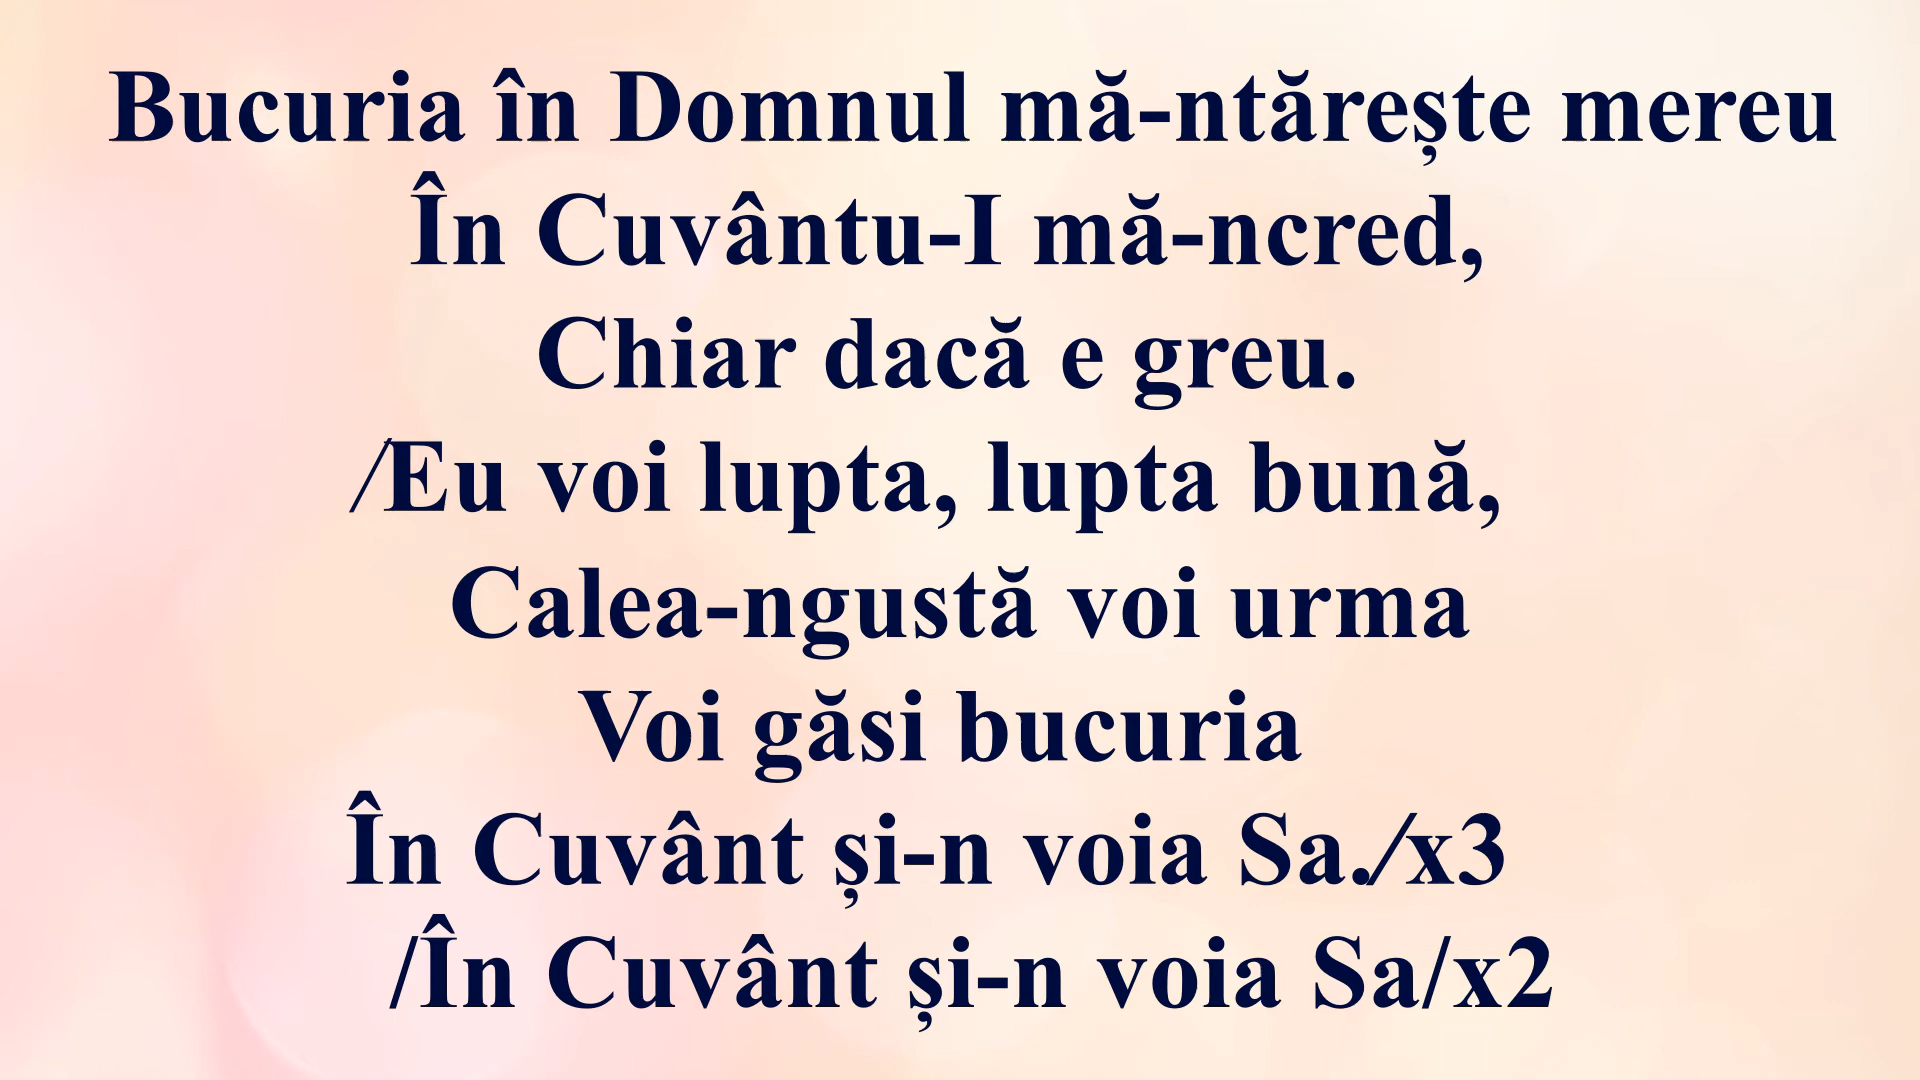 Bucuria în Domnul mă-ntărește mereu
În Cuvântu-I mă-ncred,
Chiar dacă e greu.
/Eu voi lupta, lupta bună,
Calea-ngustă voi urma
Voi găsi bucuria
În Cuvânt și-n voia Sa./x3
/În Cuvânt și-n voia Sa/x2